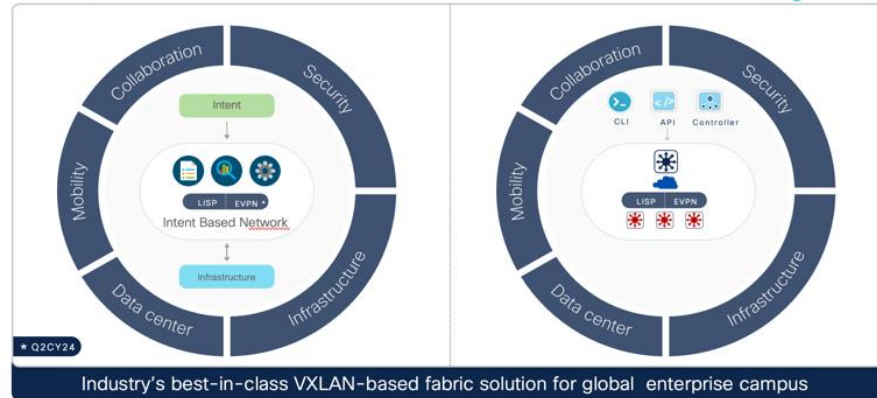 Collaboration
Security
Mobility
Intent
LISP EVPN *
Intent Based Network
Infrastructure
Data center
Infrastructure
* Q2CY24
Collaboration
Security
Mobility
CLI API Controller
LISP EVPN
Data center
Infrastructure
Industry's best-in-class VXLAN-based fabric solution for global enterprise campus